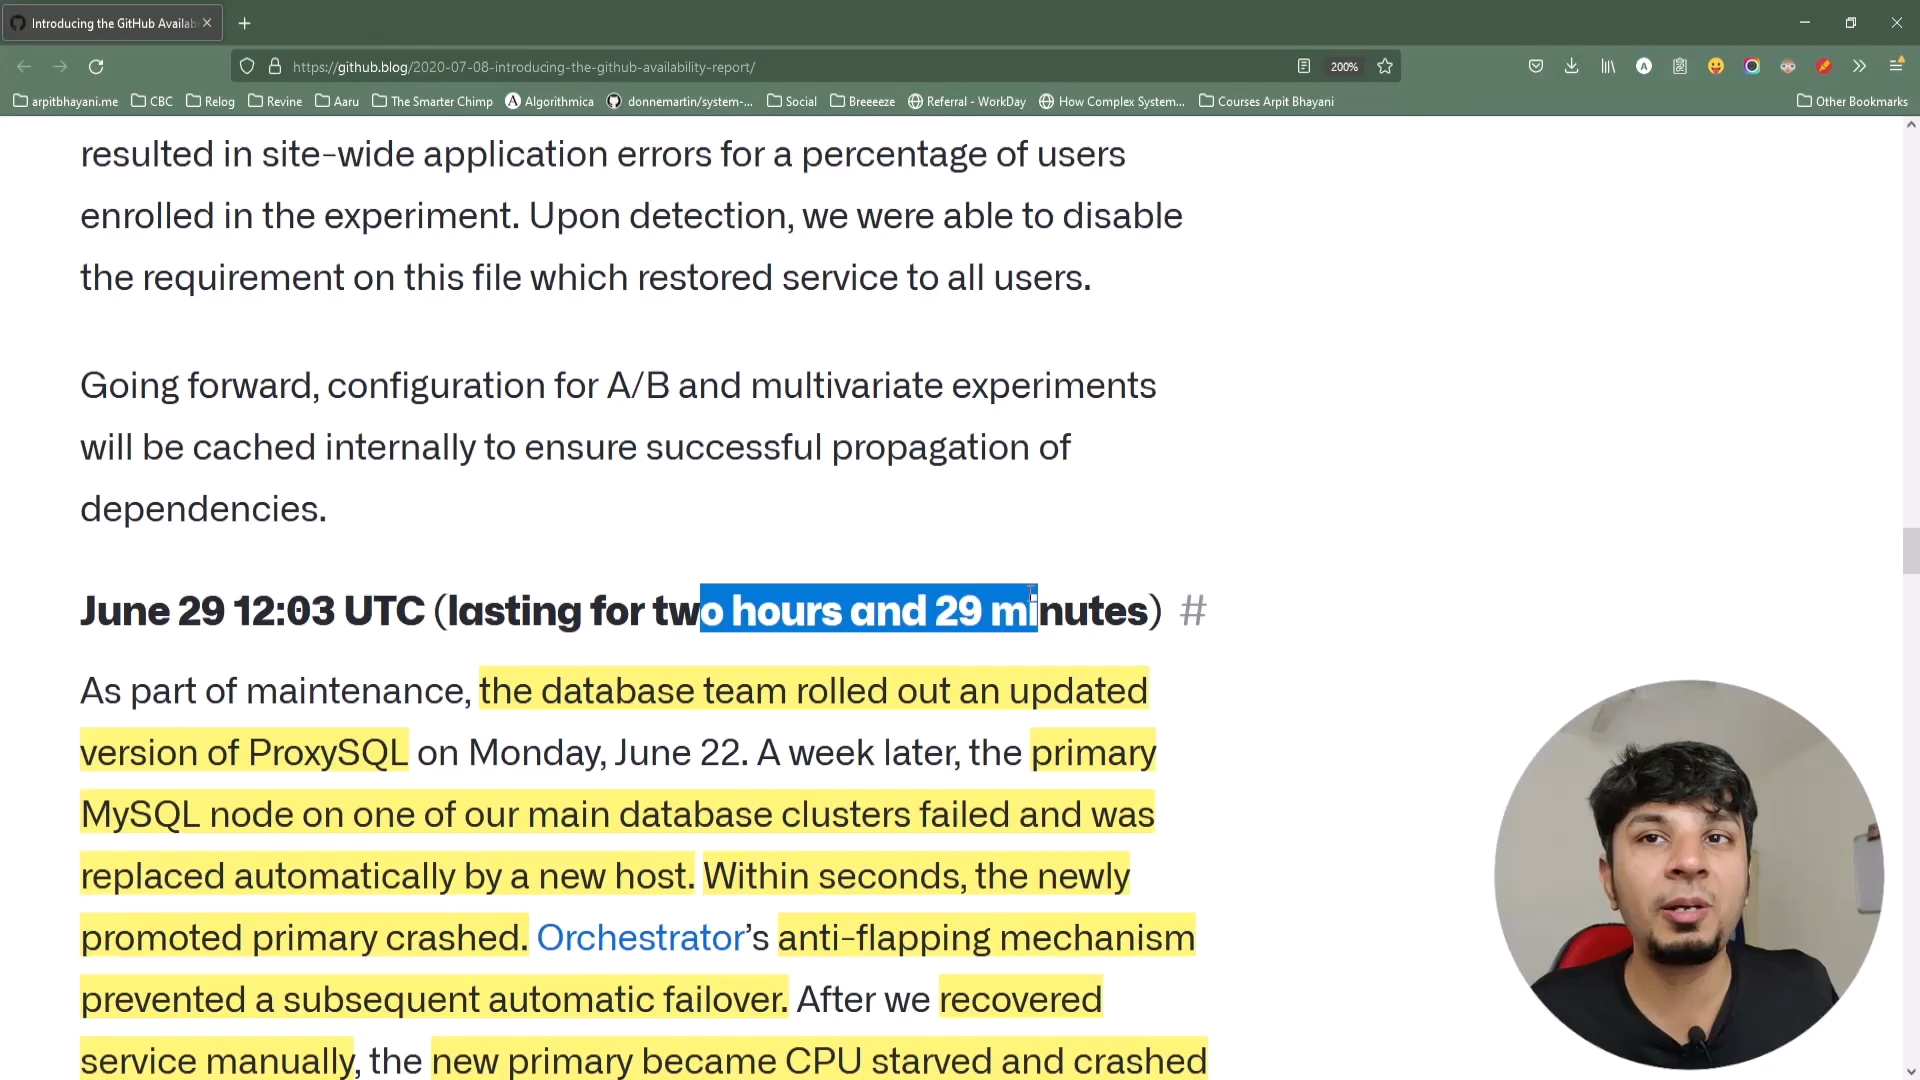 Introducing the GitHub Availab
https://github.blog/2020-07-08-introducing-the-github-availability-report/
200%
arpitbhayani.me
CBC
Relog
Revine
Aaru
The Smarter Chimp
Algorithmica
donnemartin/system-...
Social
Breeeeze
Referral - WorkDay
How Complex System...
Courses Arpit Bhayani
Other Bookmarks
resulted in site-wide application errors for a percentage of users
enrolled in the experiment. Upon detection, we were able to disable
the requirement on this file which restored service to all users.
Going forward, configuration for A/B and multivariate experiments
will be cached internally to ensure successful propagation of
dependencies.
June 29 12:03 UTC (lasting for two hours and 29 minutes) #
As part of maintenance, the database team rolled out an updated
version of ProxySQL on Monday, June 22. A week later, the primary
MySQL node on one of our main database clusters failed and was
replaced automatically by a new host. Within seconds, the newly
promoted primary crashed. Orchestrator’s anti-flapping mechanism
prevented a subsequent automatic failover. After we recovered
service manually, the new primary became CPU starved and crashed